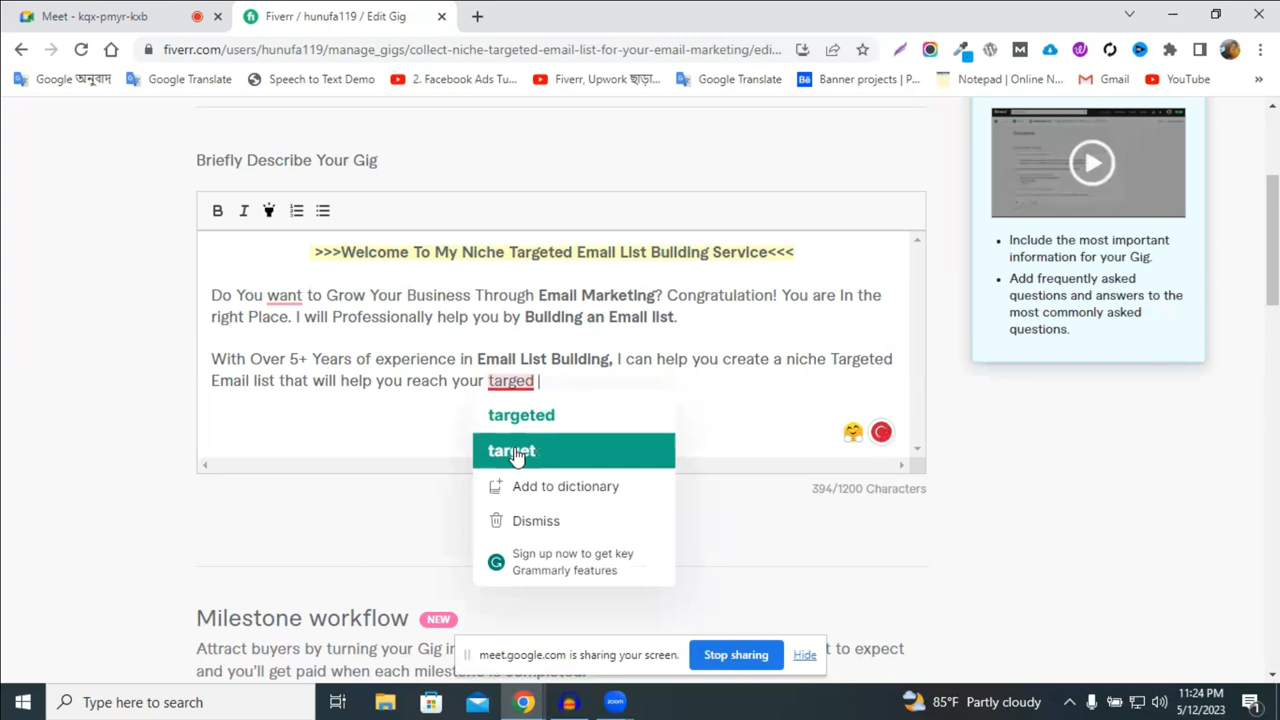 Meet - kqx-pmyr-kxb
Fiverr / hunufa119 / Edit Gig
fiverr.com/users/hunufa119/manage_gigs/collect-niche-targeted-email-list-for-your-email-marketing/edi...
Google অনুবাদ
Google Translate
Speech to Text Demo
2. Facebook Ads Tu...
Fiverr, Upwork ছাড়া...
Google Translate
Banner projects | P...
Notepad | Online N...
Gmail
YouTube
Briefly Describe Your Gig
B I
>>>Welcome To My Niche Targeted Email List Building Service<<<
Do You want to Grow Your Business Through Email Marketing? Congratulation! You are In the
right Place. I will Professionally help you by Building an Email list.
With Over 5+ Years of experience in Email List Building, I can help you create a niche Targeted
Email list that will help you reach your targed
targeted
target
Add to dictionary
Dismiss
Sign up now to get key
Grammarly features
394/1200 Characters
Include the most important
information for your Gig.
Add frequently asked
questions and answers to the
most commonly asked
questions.
Milestone workflow NEW
Attract buyers by turning your Gig in
t to expect
and you'll get paid when each milestone is completed.
meet.google.com is sharing your screen.
Stop sharing
Hide
Type here to search
zoom
85°F Partly cloudy
11:24 PM
5/12/2023
1